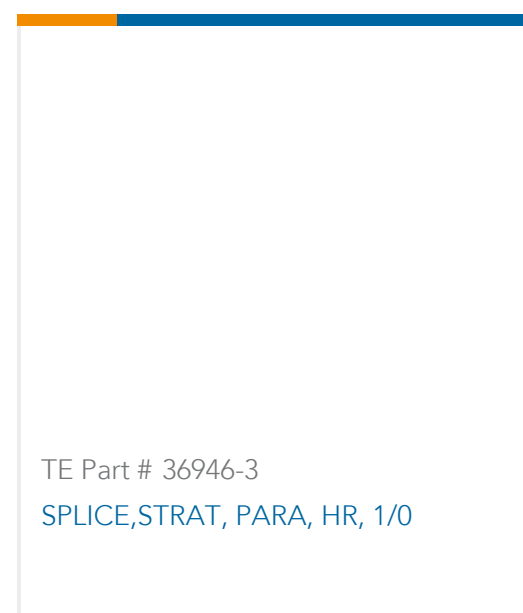 TE Part # 36946-3
SPLICE,STRAT, PARA, HR, 1/0